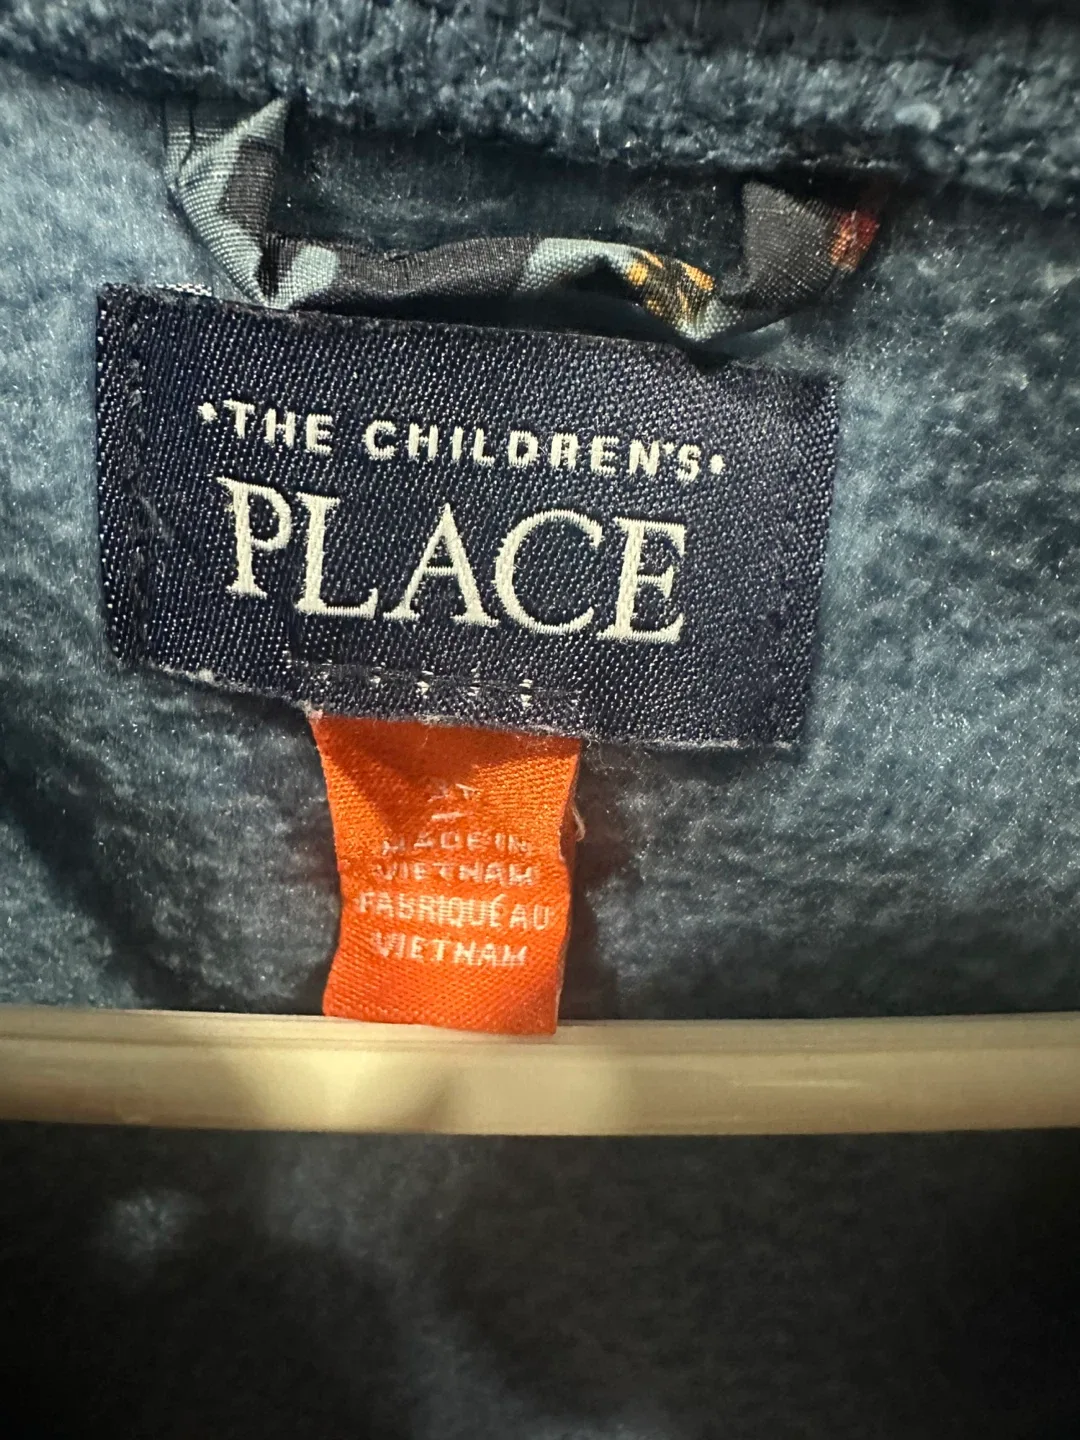 •THE CHILDREN'S•
PLACE
MADE IN
VIETNAM
FABRIQUÉ AU
VIETNAM